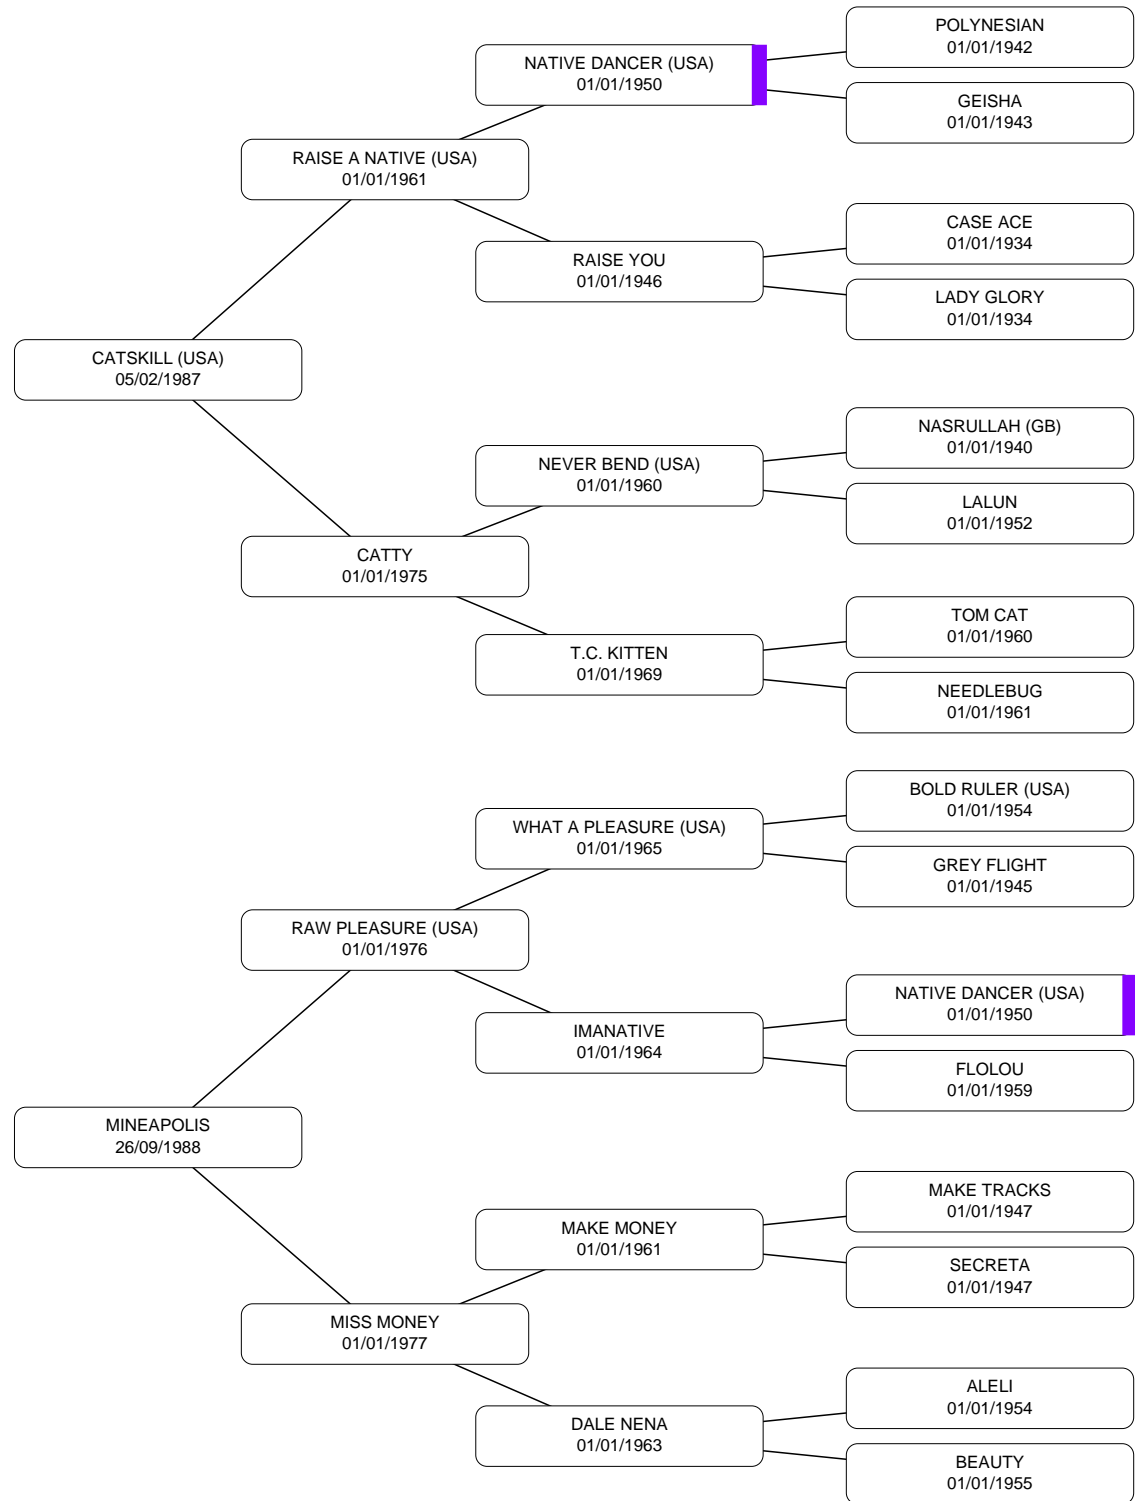 POLYNESIAN
01/01/1942
NATIVE DANCER (USA)
01/01/1950
GEISHA
01/01/1943
RAISE A NATIVE (USA)
01/01/1961
CASE ACE
01/01/1934
RAISE YOU
01/01/1946
LADY GLORY
01/01/1934
CATSKILL (USA)
05/02/1987
NASRULLAH (GB)
01/01/1940
NEVER BEND (USA)
01/01/1960
LALUN
01/01/1952
CATTY
01/01/1975
TOM CAT
01/01/1960
T.C. KITTEN
01/01/1969
NEEDLEBUG
01/01/1961
BOLD RULER (USA)
01/01/1954
WHAT A PLEASURE (USA)
01/01/1965
GREY FLIGHT
01/01/1945
RAW PLEASURE (USA)
01/01/1976
NATIVE DANCER (USA)
01/01/1950
IMANATIVE
01/01/1964
FLOLOU
01/01/1959
MINEAPOLIS
26/09/1988
MAKE TRACKS
01/01/1947
MAKE MONEY
01/01/1961
SECRETA
01/01/1947
MISS MONEY
01/01/1977
ALELI
01/01/1954
DALE NENA
01/01/1963
BEAUTY
01/01/1955